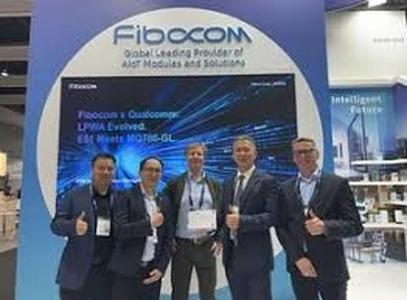 Fibocom
Global Leading Provider of
AIoT Modules and Solutions
Fibocom
Fibocom x Qualcomm:
LPWA Evolved.
E51 Meets MQ780-GL
Intelligent
Future